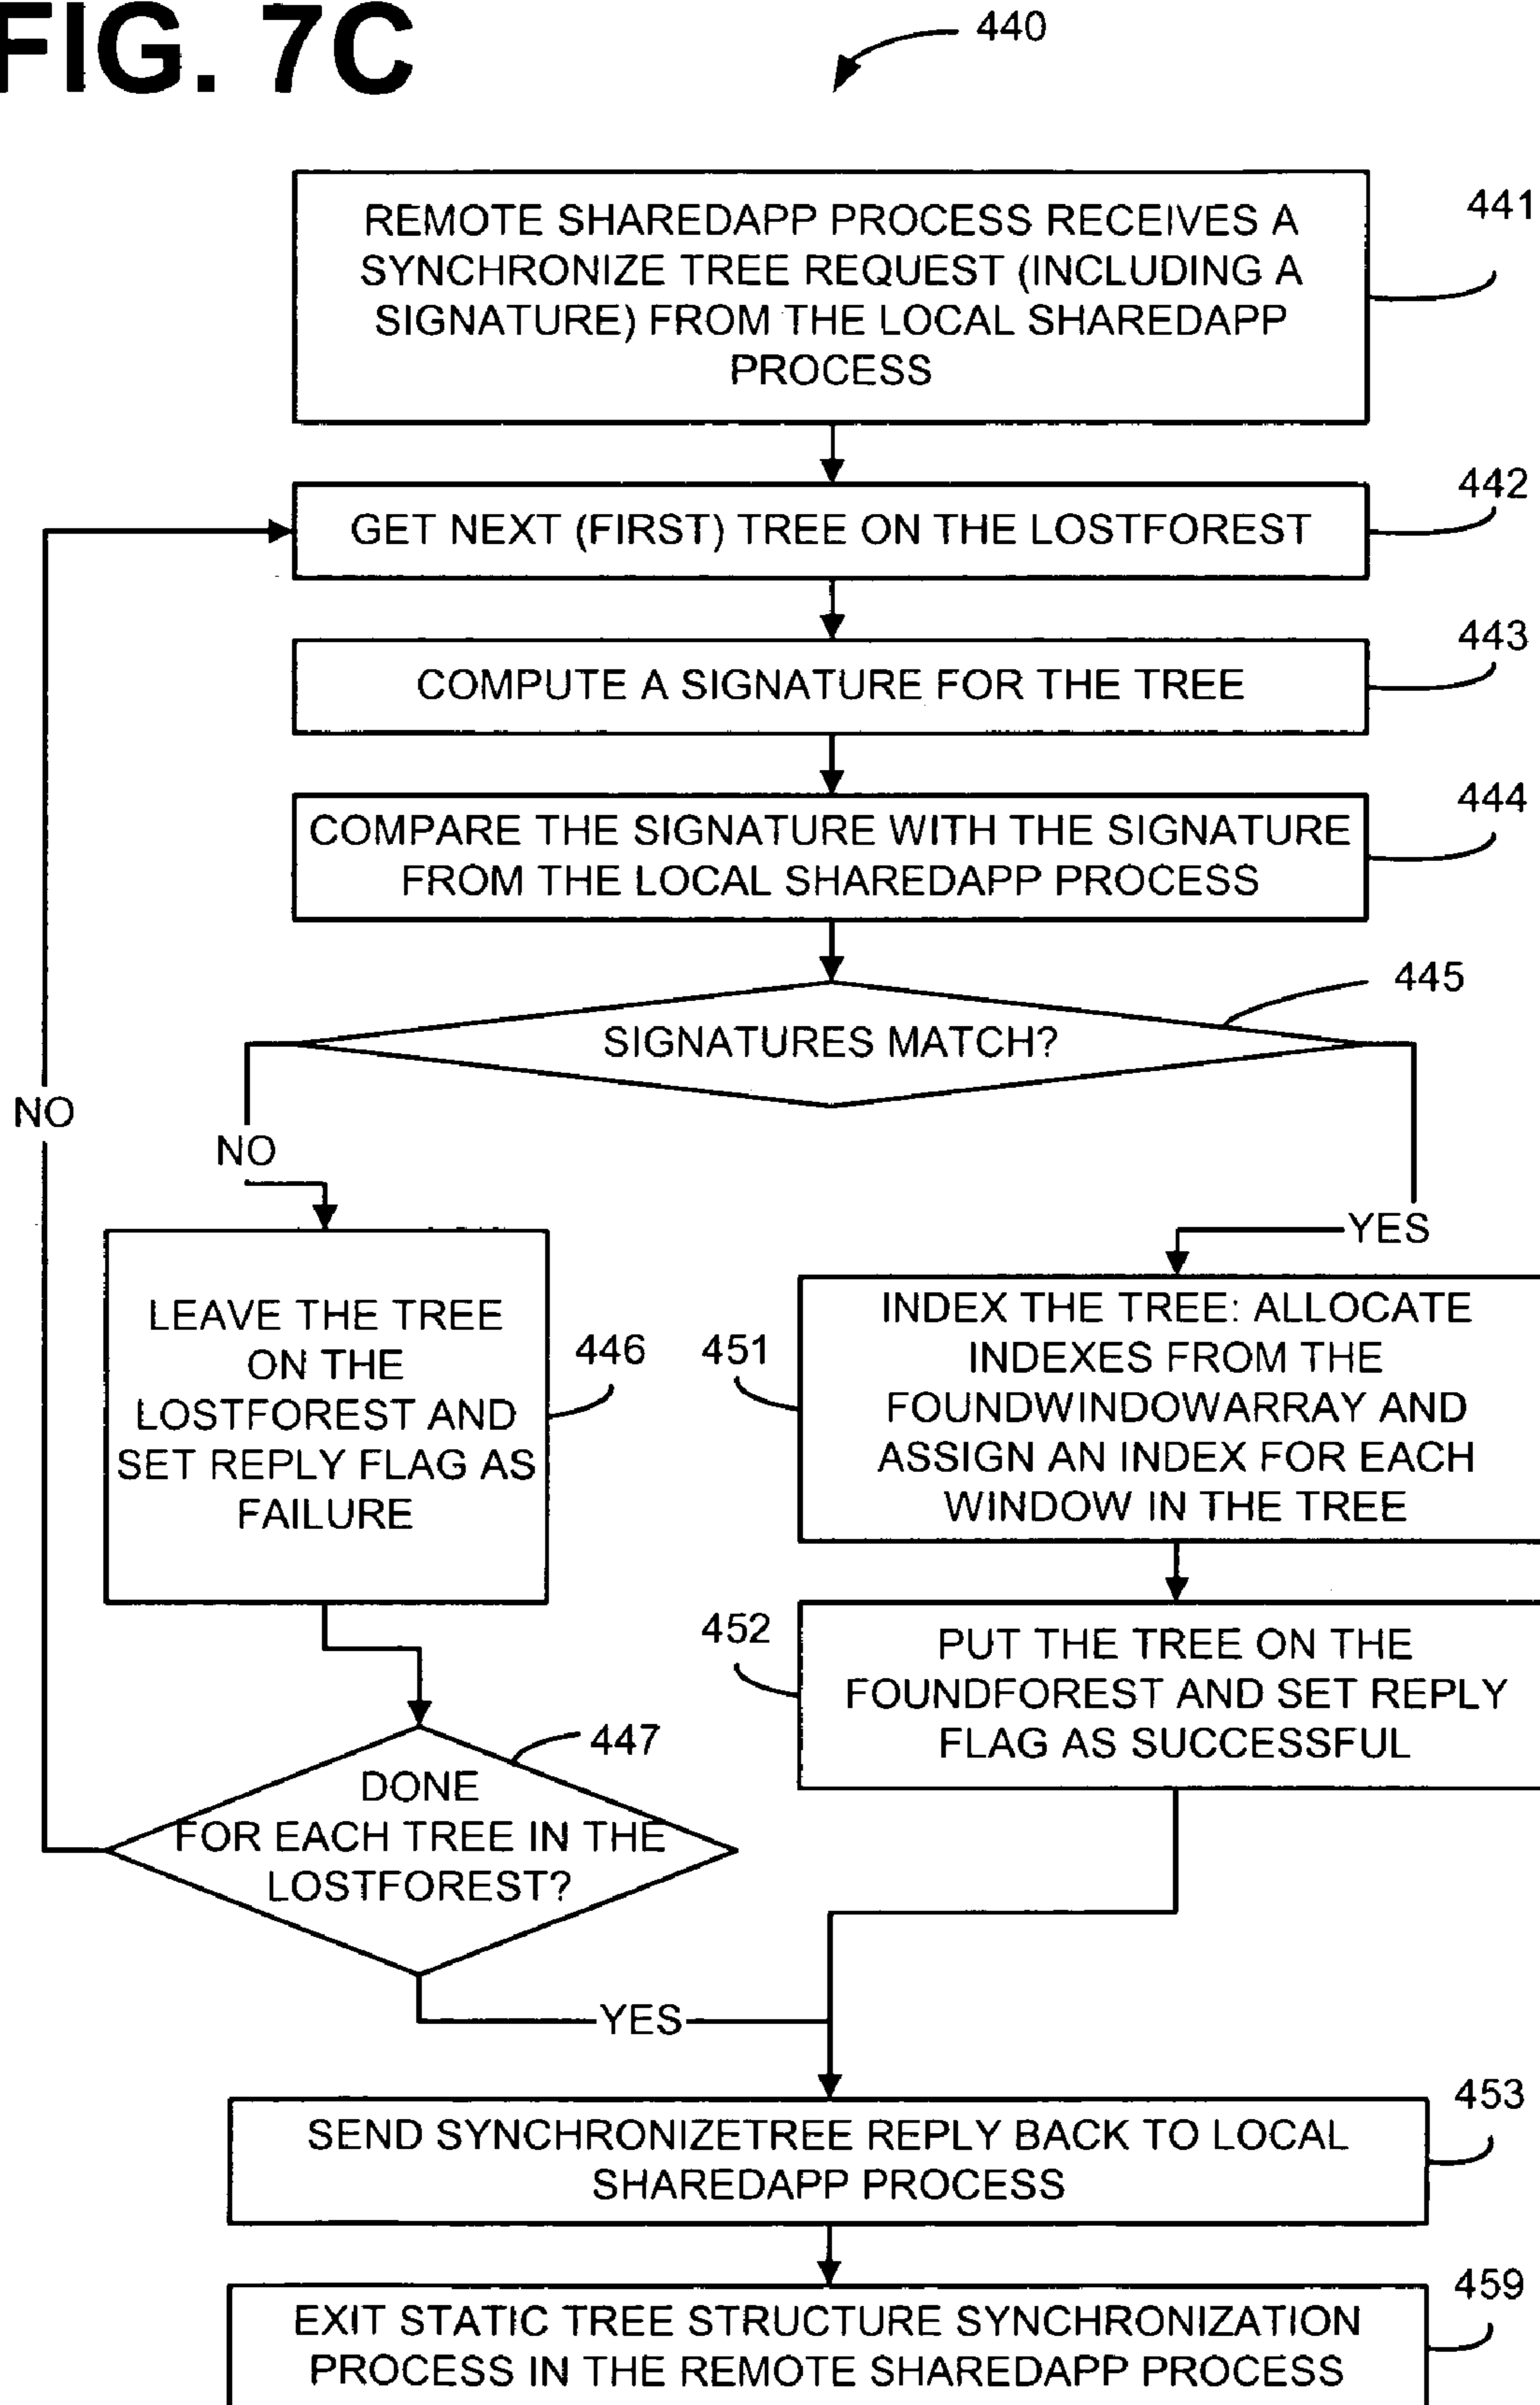 FIG. 7C
440
REMOTE SHAREDAPP PROCESS RECEIVES A
SYNCHRONIZE TREE REQUEST (INCLUDING A
SIGNATURE) FROM THE LOCAL SHAREDAPP
PROCESS
441
GET NEXT (FIRST) TREE ON THE LOSTFOREST
442
COMPUTE A SIGNATURE FOR THE TREE
443
COMPARE THE SIGNATURE WITH THE SIGNATURE
FROM THE LOCAL SHAREDAPP PROCESS
444
SIGNATURES MATCH?
445
NO
NO
YES
LEAVE THE TREE
ON THE
LOSTFOREST AND
SET REPLY FLAG AS
FAILURE
446
451
INDEX THE TREE: ALLOCATE
INDEXES FROM THE
FOUNDWINDOWARRAY AND
ASSIGN AN INDEX FOR EACH
WINDOW IN THE TREE
452
PUT THE TREE ON THE
FOUNDFOREST AND SET REPLY
FLAG AS SUCCESSFUL
447
DONE
FOR EACH TREE IN THE
LOSTFOREST?
YES
SEND SYNCHRONIZETREE REPLY BACK TO LOCAL
SHAREDAPP PROCESS
453
EXIT STATIC TREE STRUCTURE SYNCHRONIZATION
PROCESS IN THE REMOTE SHAREDAPP PROCESS
459